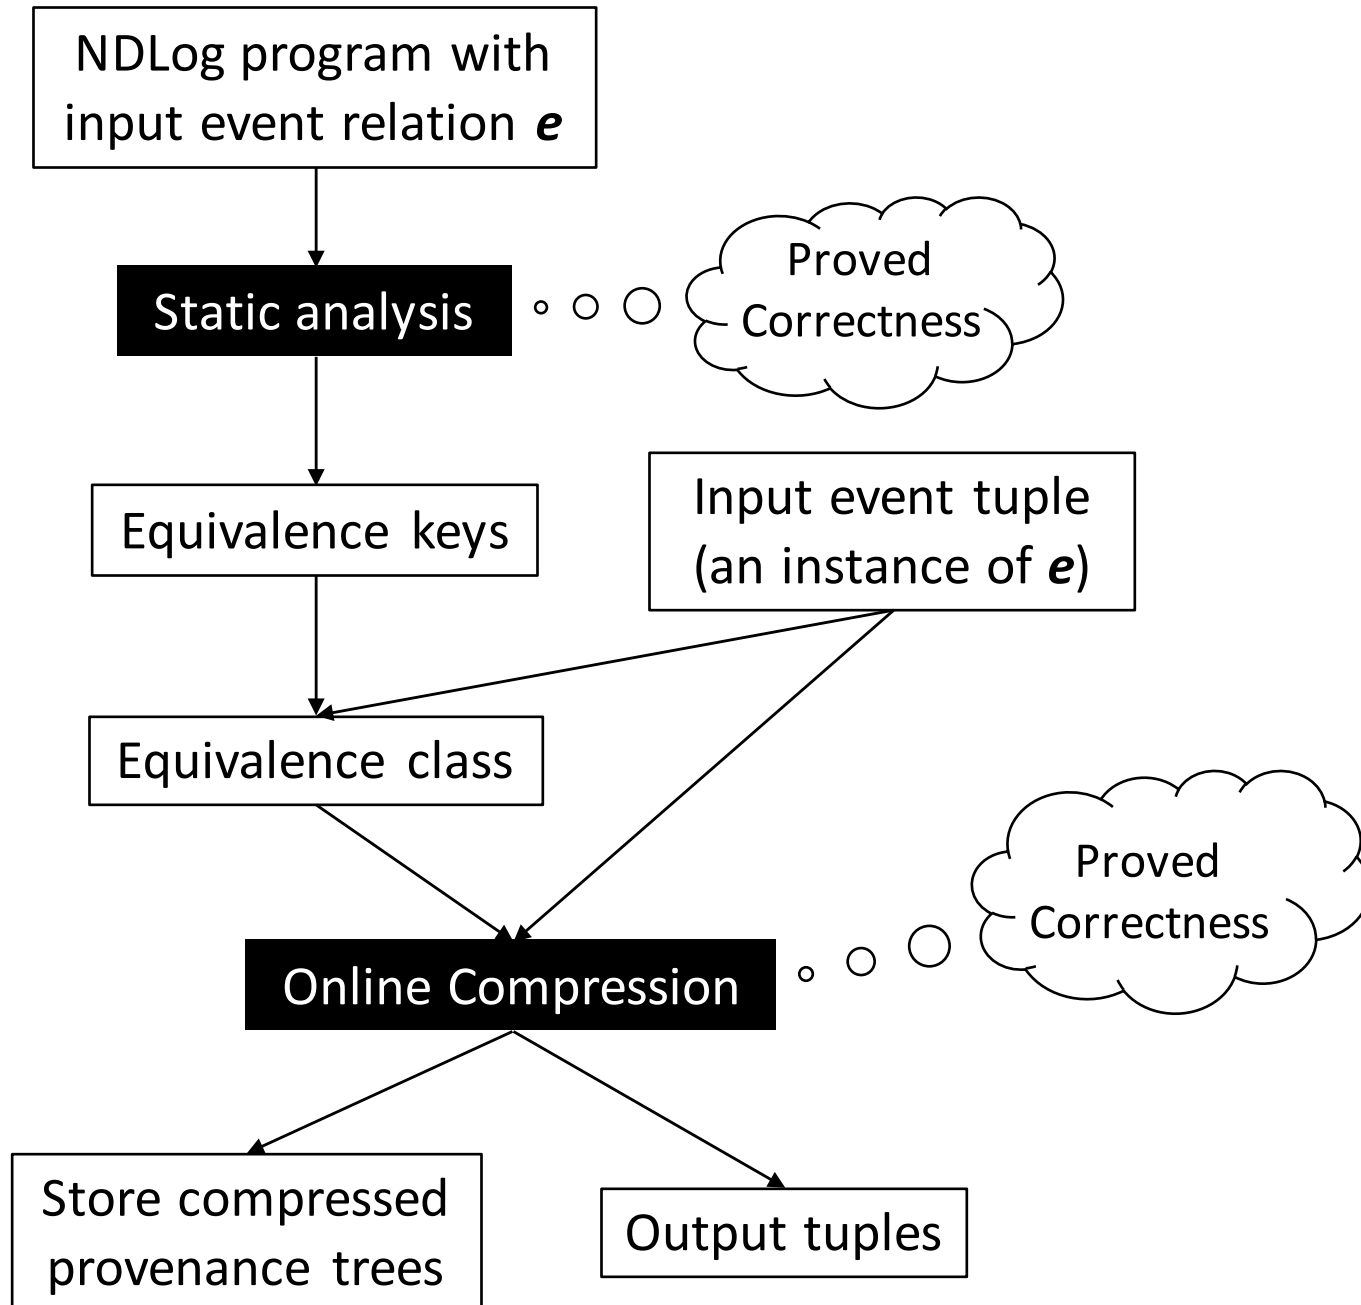 NDLog program with
input event relation e
Static analysis
Proved
Correctness
Equivalence keys
Input event tuple
(an instance of e)
Equivalence class
Proved
Correctness
Online Compression
Store compressed
provenance trees
Output tuples